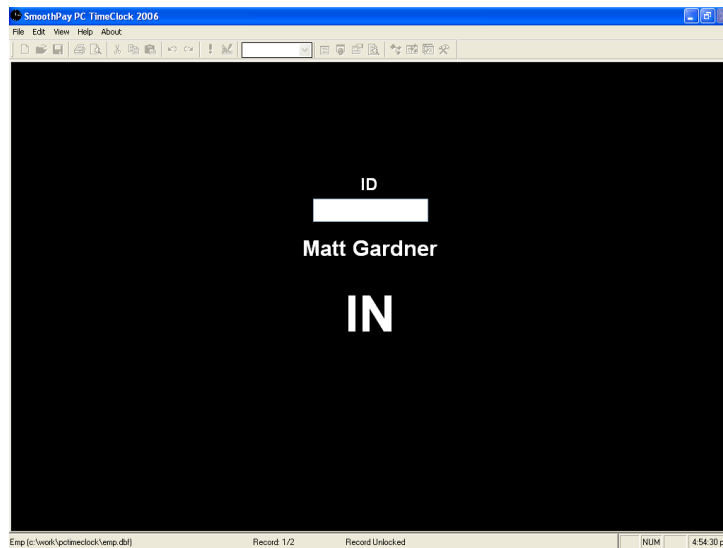 SmoothPay PC TimeClock 2006
File Edit View Help About
ID
Matt Gardner
IN
Emp (c:\work\pctimeclock\emp.dbf) Record: 1/2 Record Unlocked NUM 4:54:30 p